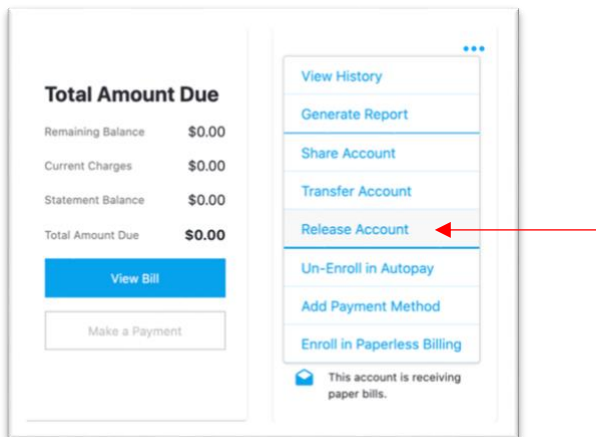 Total Amount Due
Remaining Balance $0.00
Current Charges $0.00
Statement Balance $0.00
Total Amount Due $0.00
View Bill
Make a Payment
View History
Generate Report
Share Account
Transfer Account
Release Account
Un-Enroll in Autopay
Add Payment Method
Enroll in Paperless Billing
This account is receiving
paper bills.